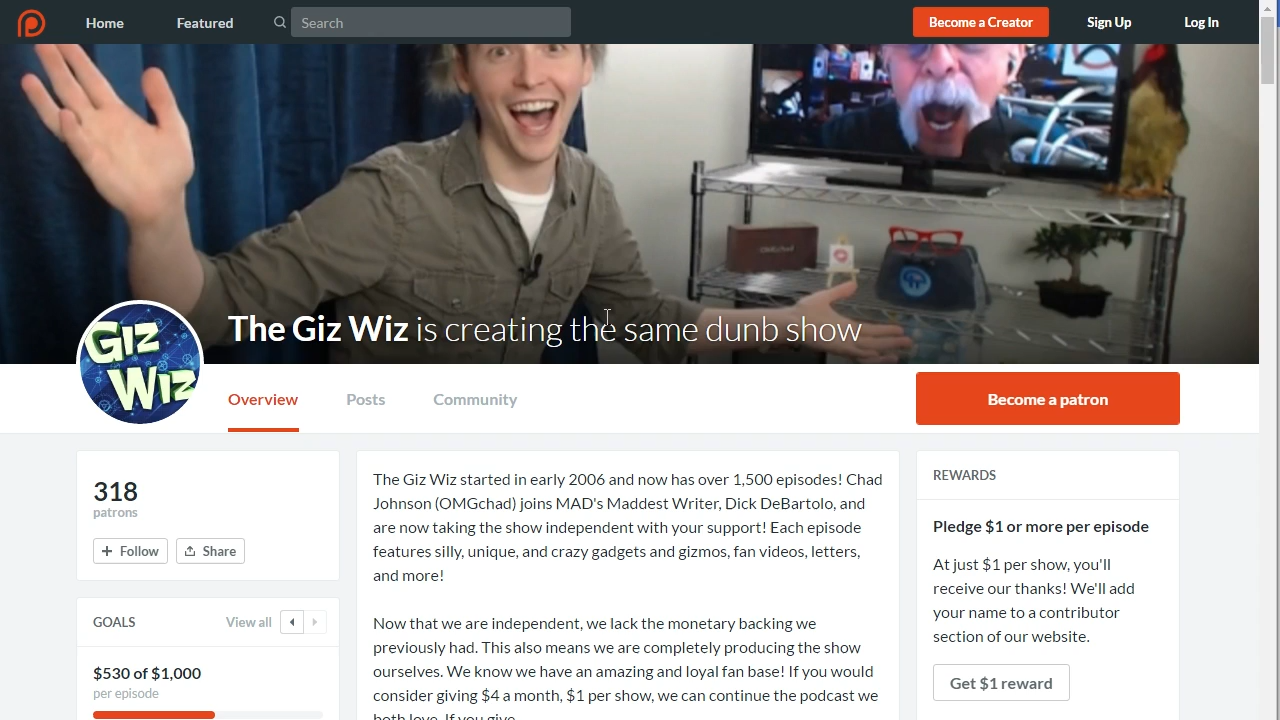 Home
Featured
Search
Become a Creator
Sign Up
Log In
The Giz Wiz is creating the same dunb show
GIZ
WIZ
Overview
Posts
Community
Become a patron
318
patrons
Follow
Share
GOALS
View all
$530 of $1,000
per episode
The Giz Wiz started in early 2006 and now has over 1,500 episodes! Chad
Johnson (OMGchad) joins MAD's Maddest Writer, Dick DeBartolo, and
are now taking the show independent with your support! Each episode
features silly, unique, and crazy gadgets and gizmos, fan videos, letters,
and more!
Now that we are independent, we lack the monetary backing we
previously had. This also means we are completely producing the show
ourselves. We know we have an amazing and loyal fan base! If you would
consider giving $4 a month, $1 per show, we can continue the podcast we
both love. If you give
REWARDS
Pledge $1 or more per episode
At just $1 per show, you'll
receive our thanks! We'll add
your name to a contributor
section of our website.
Get $1 reward